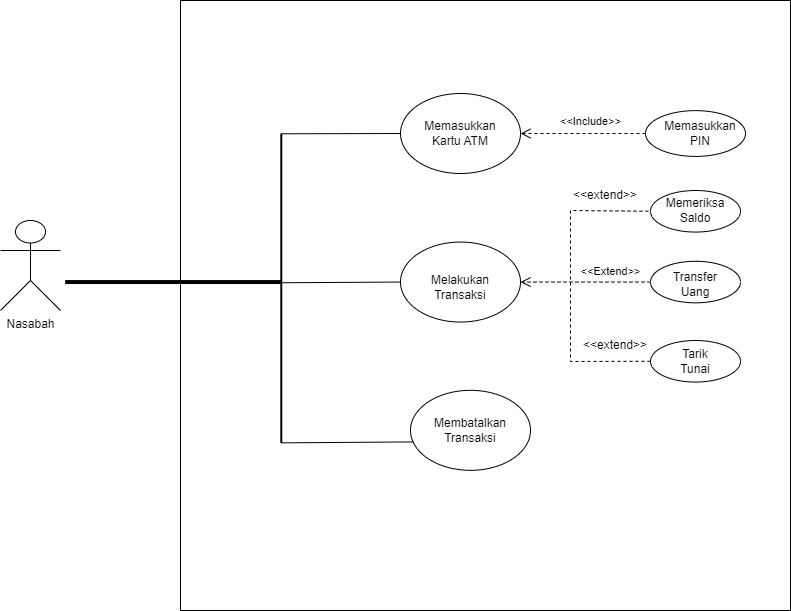 Memasukkan
Kartu ATM
<<Include>>
Memasukkan
PIN
<<extend>>
Memeriksa
Saldo
Melakukan
Transaksi
<<Extend>>
Transfer
Uang
Nasabah
<<extend>>
Tarik
Tunai
Membatalkan
Transaksi